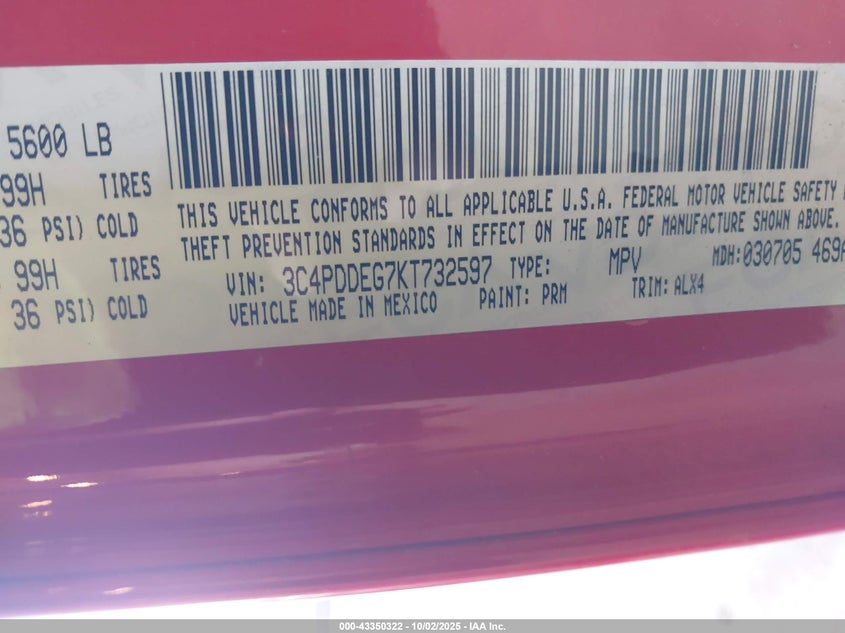 5600 LB
99H TIRES
36 PSI) COLD
99H TIRES
36 PSI) COLD
THIS VEHICLE CONFORMS TO ALL APPLICABLE U.S.A. FEDERAL MOTOR VEHICLE SAFETY
THEFT PREVENTION STANDARDS IN EFFECT ON THE DATE OF MANUFACTURE SHOWN ABOVE.
VIN: 3C4PDDEG7KT732597 TYPE: MPV MDH:030705 469A
VEHICLE MADE IN MEXICO PAINT: PRM TRIM: ALX4
000-43350322 - 10/02/2025 - IAA Inc.